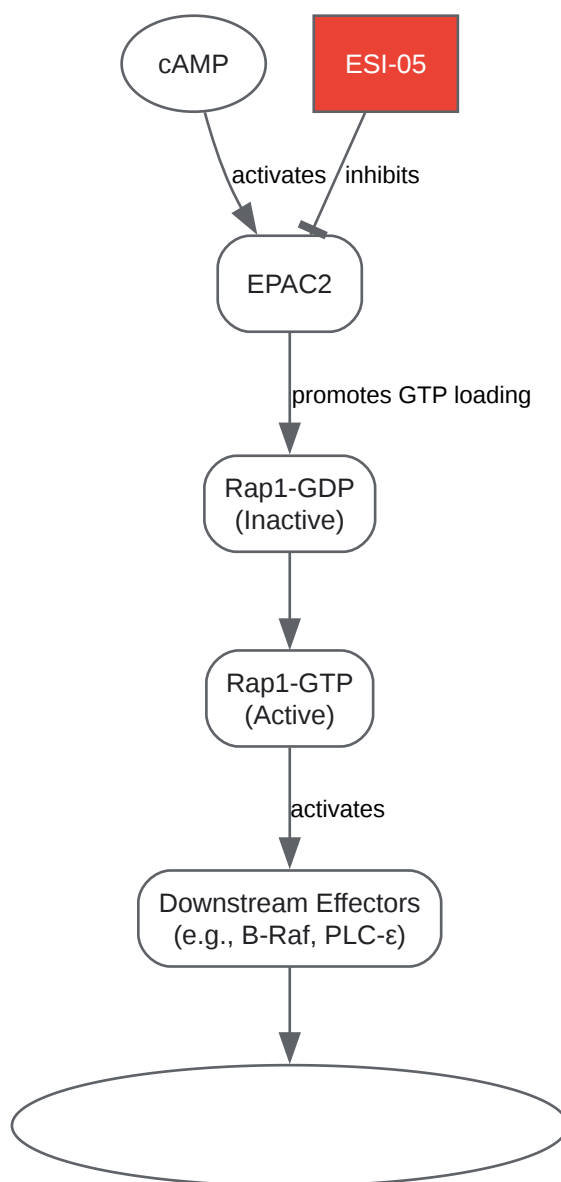 cAMP
ESI-05
activates
inhibits
EPAC2
promotes GTP loading
Rap1-GDP
(Inactive)
Rap1-GTP
(Active)
activates
Downstream Effectors
(e.g., B-Raf, PLC-ε)